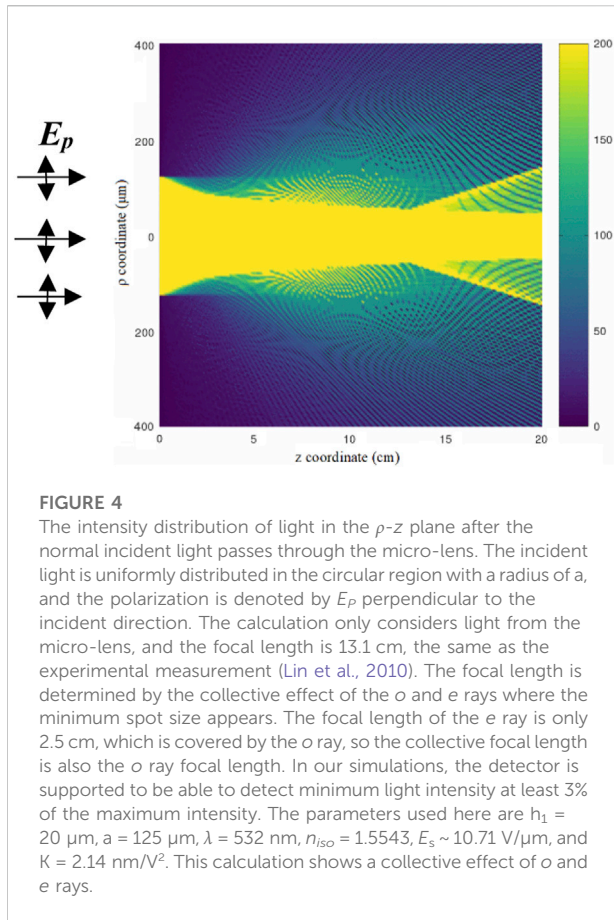 400
200
0
200
400
ρ coordinate (μm)
Ep
0
5
10
15
20
z coordinate (cm)
200
150
100
50
0
FIGURE 4
The intensity distribution of light in the ρ-z plane after the
normal incident light passes through the micro-lens. The incident
light is uniformly distributed in the circular region with a radius of a,
and the polarization is denoted by EP perpendicular to the
incident direction. The calculation only considers light from the
micro-lens, and the focal length is 13.1 cm, the same as the
experimental measurement (Lin et al., 2010). The focal length is
determined by the collective effect of the o and e rays where the
minimum spot size appears. The focal length of the e ray is only
2.5 cm, which is covered by the o ray, so the collective focal length
is also the o ray focal length. In our simulations, the detector is
supported to be able to detect minimum light intensity at least 3%
of the maximum intensity. The parameters used here are h₁ =
20 μm, a = 125 μm, λ = 532 nm, niso = 1.5543, Es ~ 10.71 V/μm, and
K = 2.14 nm/V². This calculation shows a collective effect of o and
e rays.